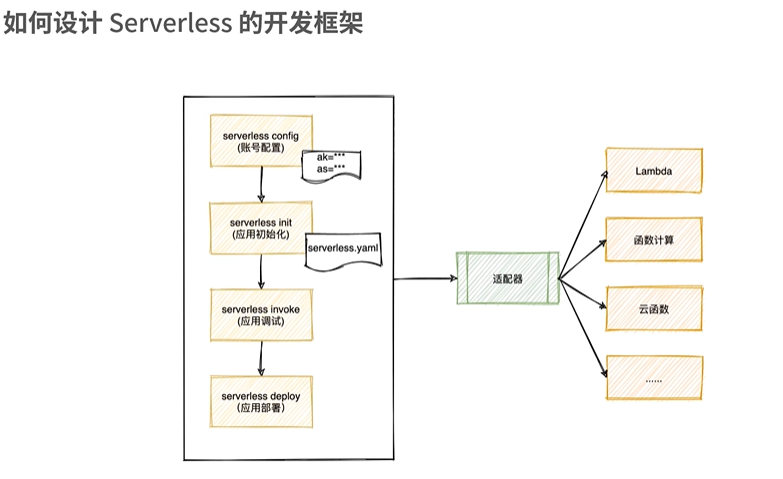 如何设计 Serverless 的开发框架
serverless config
(账号配置)
ak=***
as=***
serverless init
(应用初始化)
serverless.yaml
serverless invoke
(应用调试)
serverless deploy
（应用部署）
适配器
Lambda
函数计算
云函数
......